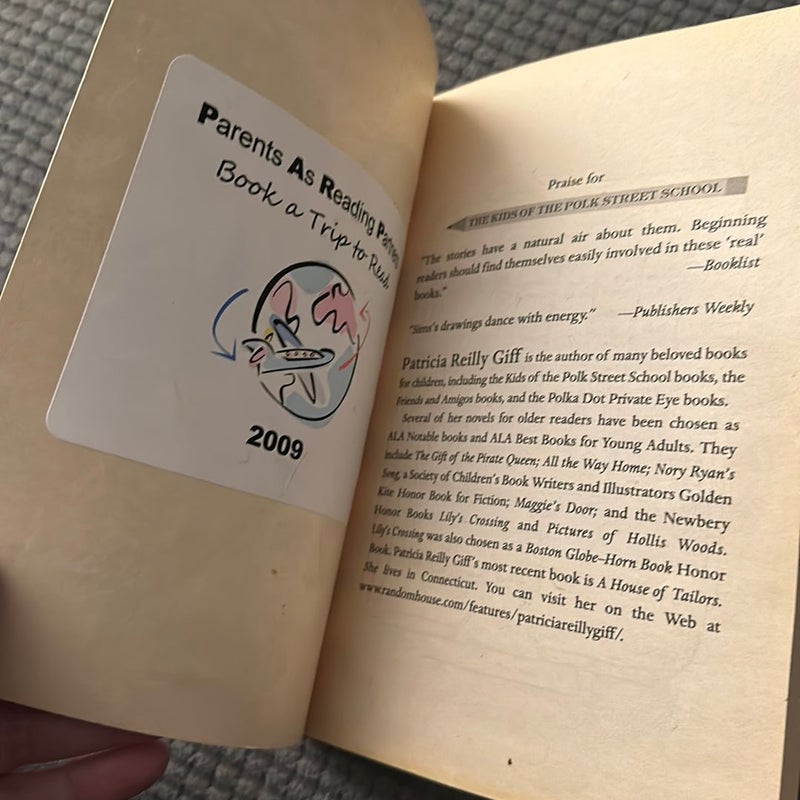 Parents As Reading Partners
Book a Trip to Read
2009
Praise for
THE KIDS OF THE POLK STREET SCHOOL
"The stories have a natural air about them. Beginning
readers should find themselves easily involved in these 'real'
books."
—Booklist
"Sims's drawings dance with energy." —Publishers Weekly
Patricia Reilly Giff is the author of many beloved books
for children, including the Kids of the Polk Street School books, the
Friends and Amigos books, and the Polka Dot Private Eye books.
Several of her novels for older readers have been chosen as
ALA Notable books and ALA Best Books for Young Adults. They
include The Gift of the Pirate Queen; All the Way Home; Nory Ryan's
Song, a Society of Children's Book Writers and Illustrators Golden
Kite Honor Book for Fiction; Maggie's Door; and the Newbery
Honor Books Lily's Crossing and Pictures of Hollis Woods.
Lily's Crossing was also chosen as a Boston Globe–Horn Book Honor
Book. Patricia Reilly Giff's most recent book is A House of Tailors.
She lives in Connecticut. You can visit her on the Web at
www.randomhouse.com/features/patriciareillygiff/.